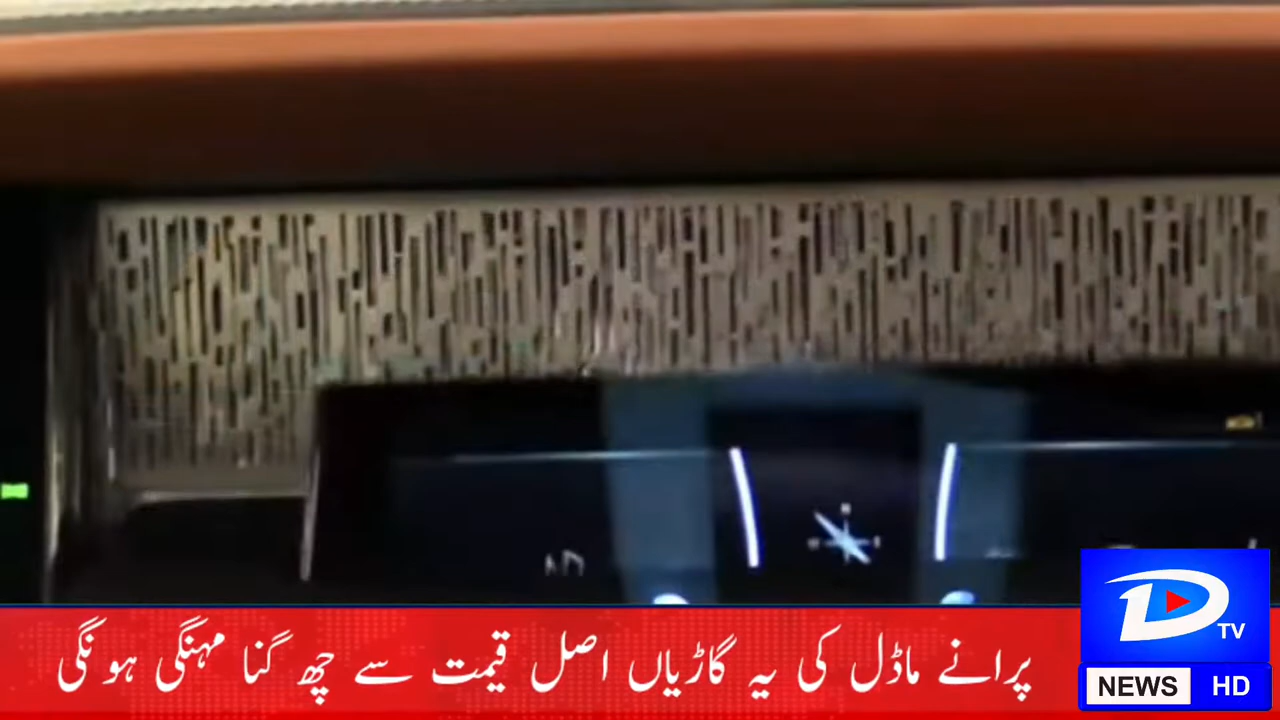 پرانے ماڈل کی یہ گاڑیاں اصل قیمت سے چھ گنا مہنگی ہونگی
D TV
NEWS HD